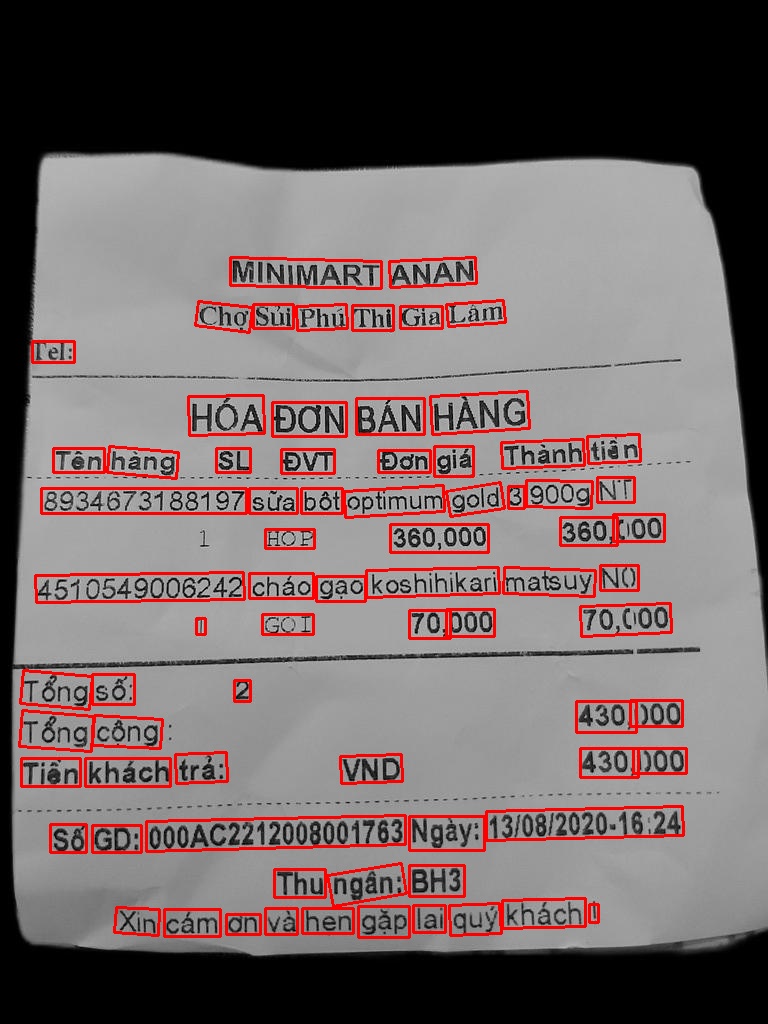 MINIMART ANAN
Chợ Sủi Phú Thị Gia Lâm
Tel:
HÓA ĐƠN BÁN HÀNG
Tên hàng SL ĐVT Đơn giá Thành tiền
8934673188197 sữa bột optimum gold 3 900g NT
1 HOP 360,000 360,000
4510549006242 cháo gạo koshihikari matsuy NO
1 GOI 70,000 70,000
Tổng số: 2
Tổng cộng : 430,000
Tiền khách trả: VND 430,000
Số GD: 000AC2212008001763 Ngày: 13/08/2020-16:24
Thu ngân: BH3
Xin cám ơn và hẹn gặp lại quý khách !